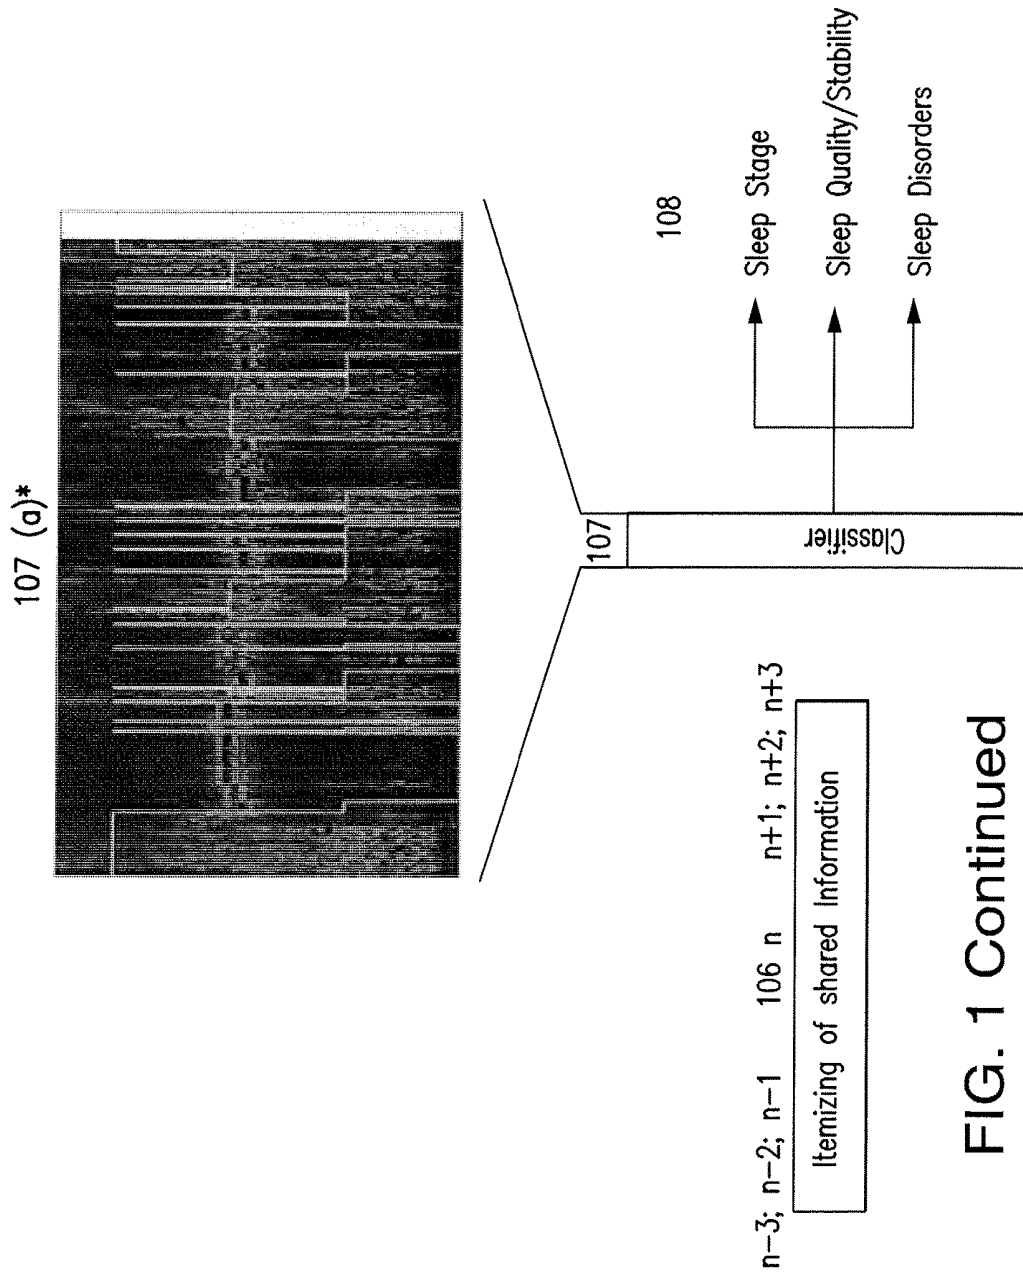 107 (a)*
107
Classifier
108
Sleep Stage
Sleep Quality/Stability
Sleep Disorders
n-3; n-2; n-1 106 n n+1; n+2; n+3
Itemizing of shared Information
FIG. 1 Continued